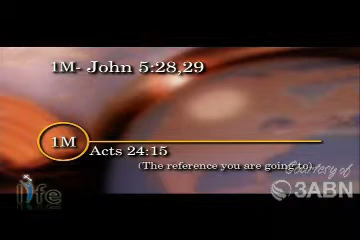 1M- John 5:28,29
1M
Acts 24:15
(The reference you are going to)
Courtesy of
3ABN
life